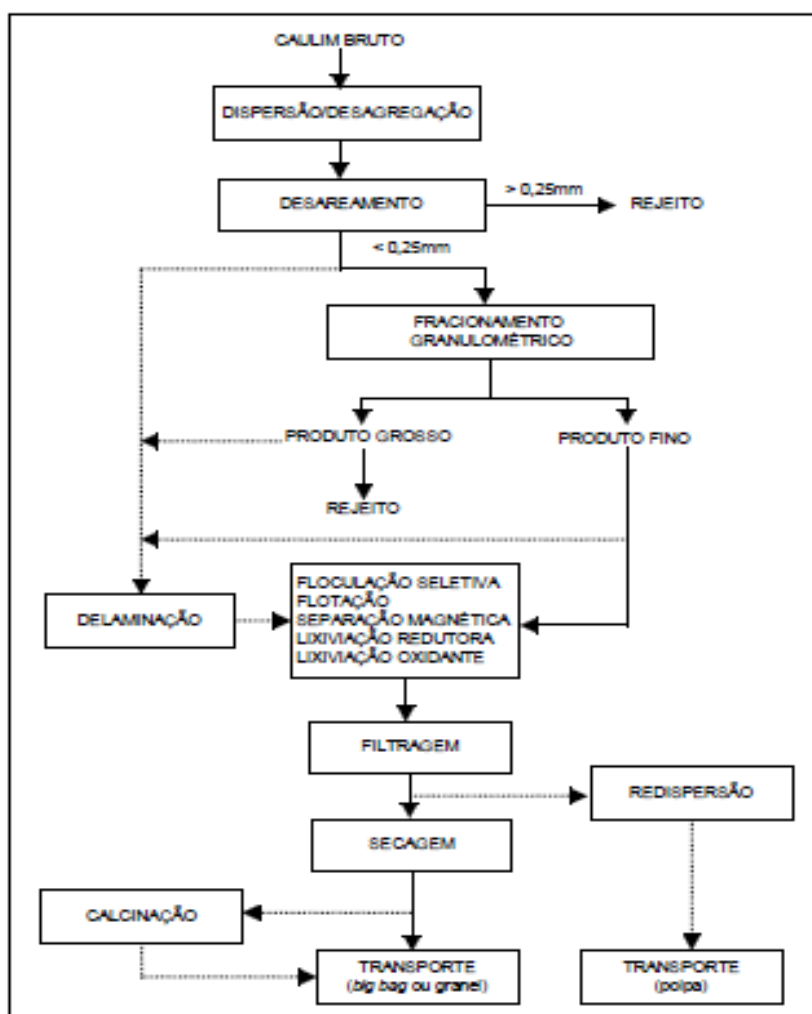 CAULIM BRUTO
DISPERSÃO/DESAGREGAÇÃO
DESAREAMENTO
> 0,25mm
REJEITO
< 0,25mm
FRACIONAMENTO
GRANULOMÉTRICO
PRODUTO GROSSO
PRODUTO FINO
REJEITO
DELAMINAÇÃO
FLOCULAÇÃO SELETIVA
FLOTAÇÃO
SEPARAÇÃO MAGNÉTICA
LIXIVIAÇÃO REDUTORA
LIXIVIAÇÃO OXIDANTE
FILTRAGEM
REDISPERSÃO
SECAGEM
CALCINAÇÃO
TRANSPORTE
(big bag ou granel)
TRANSPORTE
(polpa)